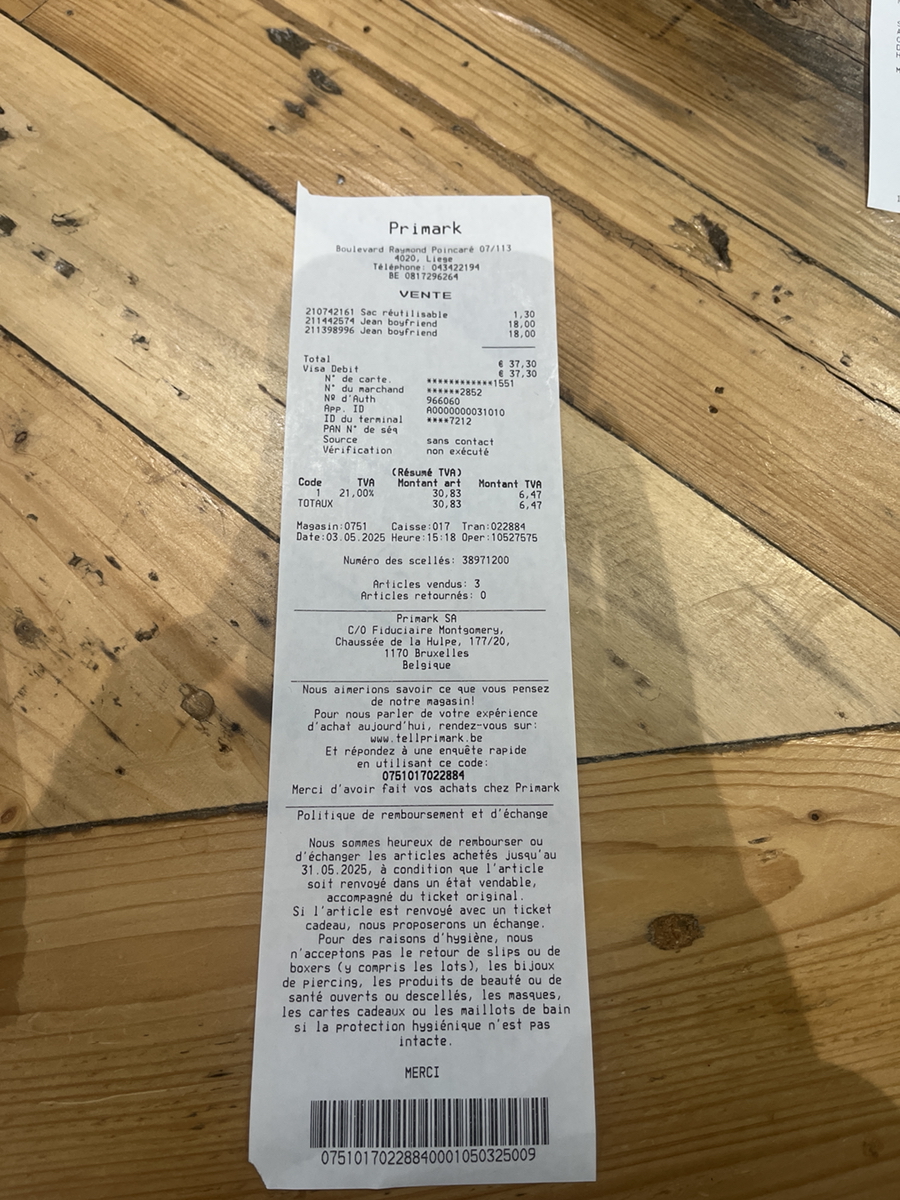 Primark
Boulevard Raymond Poincaré 07/113
4020, Liege
Téléphone: 043422194
BE 0817296264
VENTE
210742161 Sac réutilisable 1,30
211442574 Jean boyfriend 18,00
211398996 Jean boyfriend 18,00
Total € 37,30
Visa Debit € 37,30
N° de carte. ************1551
N° du marchand ******2852
Nº d'Auth 966060
App. ID A0000000031010
ID du terminal ****7212
PAN N° de séq
Source sans contact
Vérification non exécuté
(Résumé TVA)
Code TVA Montant art Montant TVA
1 21,00% 30,83 6,47
TOTAUX 30,83 6,47
Magasin:0751 Caisse:017 Tran:022884
Date:03.05.2025 Heure:15:18 Oper:10527575
Numéro des scellés: 38971200
Articles vendus: 3
Articles retournés: 0
Primark SA
C/O Fiduciaire Montgomery,
Chaussée de la Hulpe, 177/20,
1170 Bruxelles
Belgique
Nous aimerions savoir ce que vous pensez
de notre magasin!
Pour nous parler de votre expérience
d'achat aujourd'hui, rendez-vous sur:
www.tellprimark.be
Et répondez à une enquête rapide
en utilisant ce code:
0751017022884
Merci d'avoir fait vos achats chez Primark
Politique de remboursement et d'échange
Nous sommes heureux de rembourser ou
d'échanger les articles achetés jusqu'au
31.05.2025, à condition que l'article
soit renvoyé dans un état vendable,
accompagné du ticket original.
Si l'article est renvoyé avec un ticket
cadeau, nous proposerons un échange.
Pour des raisons d'hygiène, nous
n'acceptons pas le retour de slips ou de
boxers (y compris les lots), les bijoux
de piercing, les produits de beauté ou de
santé ouverts ou descellés, les masques,
les cartes cadeaux ou les maillots de bain
si la protection hygiénique n'est pas
intacte.
MERCI
07510170228840001050325009